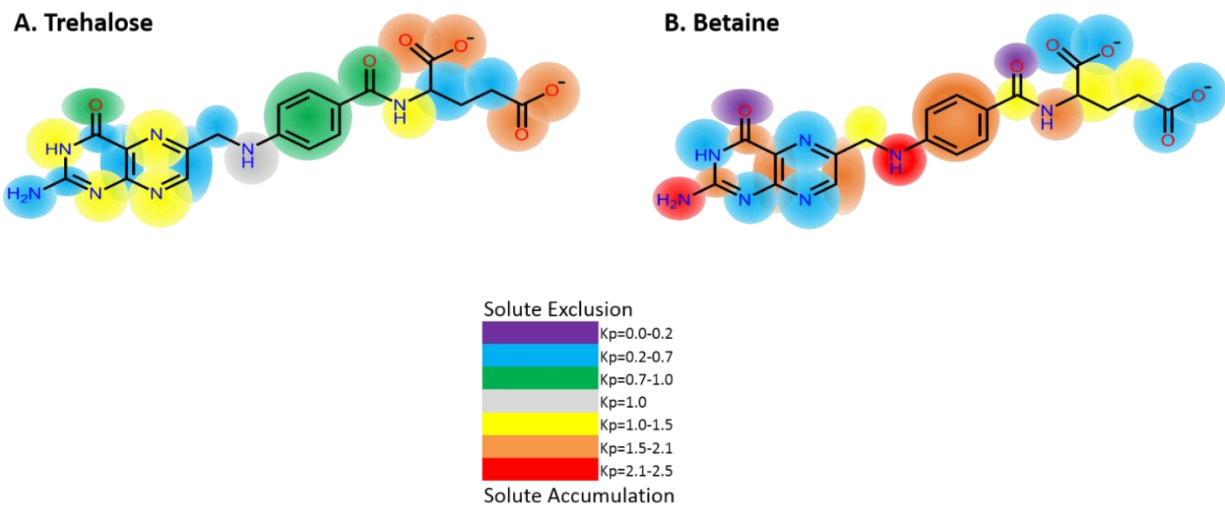 A. Trehalose
B. Betaine
O
O
O⁻
O
N
H
O⁻
O
O
HN
N
N
H
H₂N
N
N
O
O
O⁻
O
N
H
O⁻
O
O
HN
N
N
H
H₂N
N
N
Solute Exclusion
Kp=0.0-0.2
Kp=0.2-0.7
Kp=0.7-1.0
Kp=1.0
Kp=1.0-1.5
Kp=1.5-2.1
Kp=2.1-2.5
Solute Accumulation